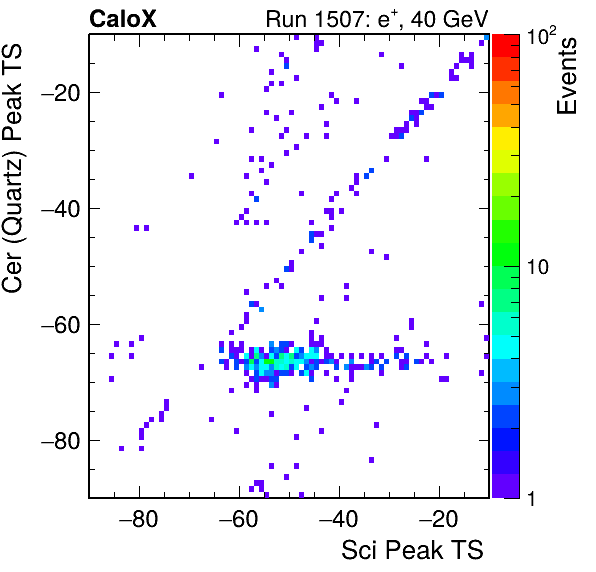 CaloX Run 1507: e⁺, 40 GeV
Cer (Quartz) Peak TS
−20
−40
−60
−80
−80 −60 −40 −20
Sci Peak TS
10²
10
1
Events